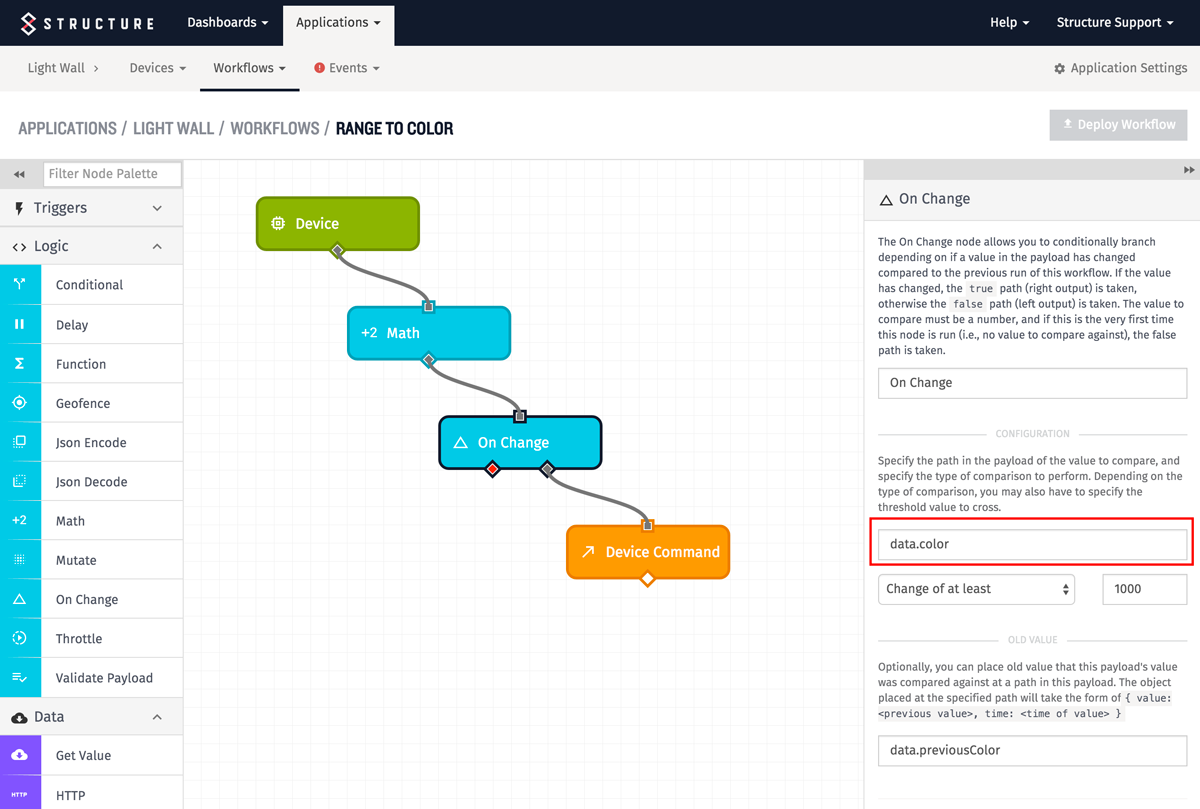 STRUCTURE
Dashboards
Applications
Help
Structure Support
Light Wall
Devices
Workflows
Events
Application Settings
APPLICATIONS / LIGHT WALL / WORKFLOWS / RANGE TO COLOR
Deploy Workflow
Filter Node Palette
Triggers
Logic
Conditional
Delay
Function
Geofence
Json Encode
Json Decode
+2 Math
Mutate
On Change
Throttle
Validate Payload
Data
Get Value
HTTP HTTP
Device
+2 Math
On Change
Device Command
On Change
The On Change node allows you to conditionally branch
depending on if a value in the payload has changed
compared to the previous run of this workflow. If the value
has changed, the true path (right output) is taken,
otherwise the false path (left output) is taken. The value to
compare must be a number, and if this is the very first time
this node is run (i.e., no value to compare against), the false
path is taken.
On Change
CONFIGURATION
Specify the path in the payload of the value to compare, and
specify the type of comparison to perform. Depending on the
type of comparison, you may also have to specify the
threshold value to cross.
data.color
Change of at least
1000
OLD VALUE
Optionally, you can place old value that this payload's value
was compared against at a path in this payload. The object
placed at the specified path will take the form of { value:
<previous value>, time: <time of value> }
data.previousColor